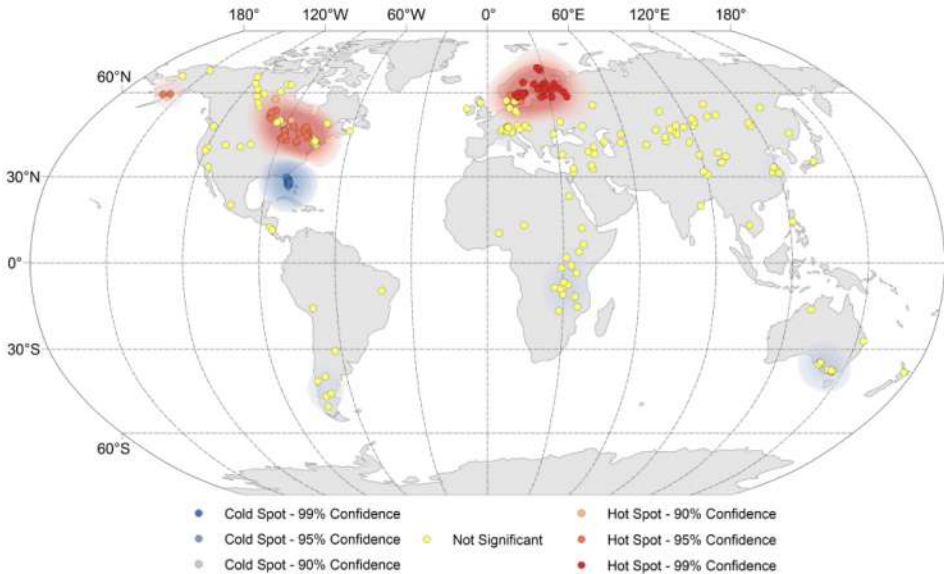 180° 120°W 60°W 0° 60°E 120°E 180°
60°N
30°N
0°
30°S
60°S
Cold Spot - 99% Confidence
Cold Spot - 95% Confidence
Cold Spot - 90% Confidence
Not Significant
Hot Spot - 90% Confidence
Hot Spot - 95% Confidence
Hot Spot - 99% Confidence